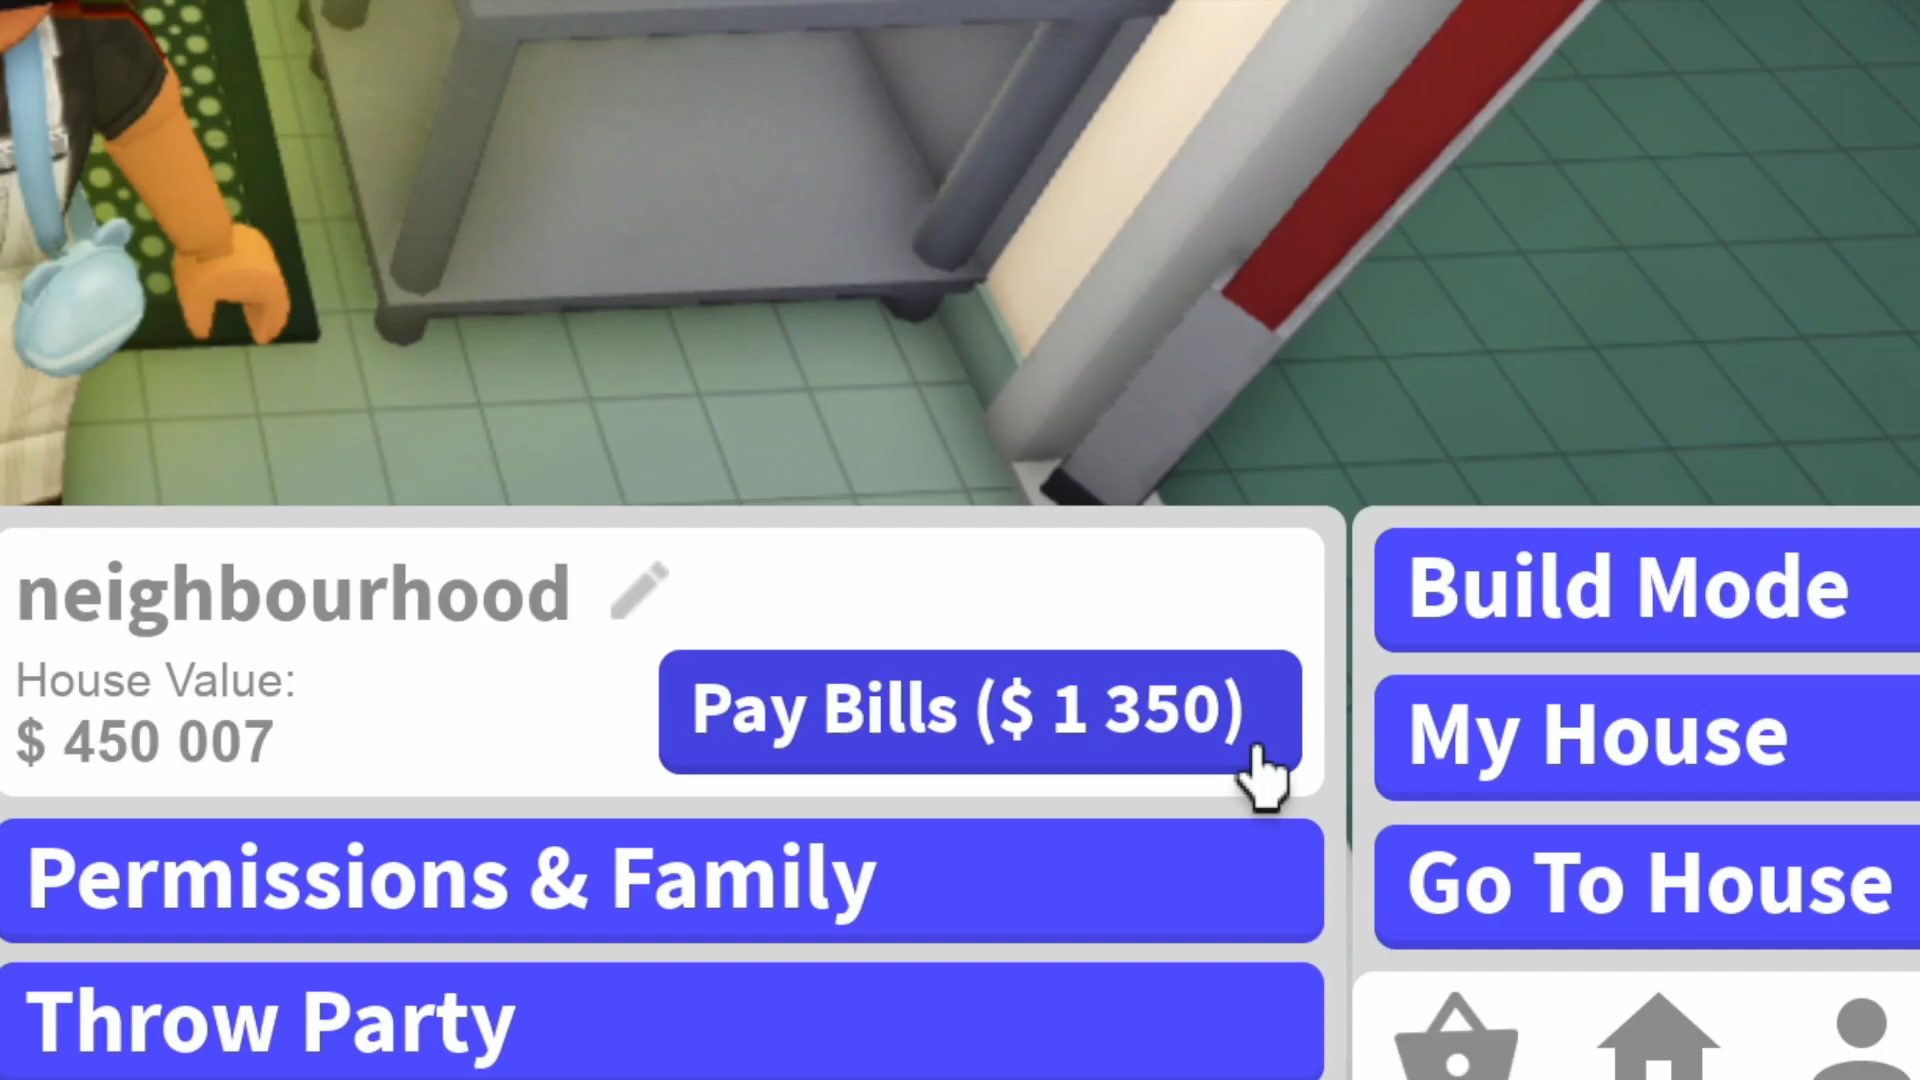 neighbourhood
House Value:
$ 450 007
Pay Bills ($ 1 350)
Permissions & Family
Throw Party
Build Mode
My House
Go To House